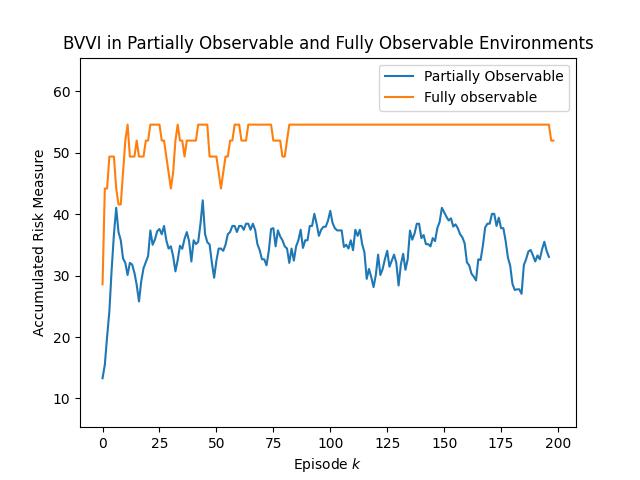 BVVI in Partially Observable and Fully Observable Environments
Partially Observable
Fully observable
Accumulated Risk Measure
60
50
40
30
20
10
0 25 50 75 100 125 150 175 200
Episode k